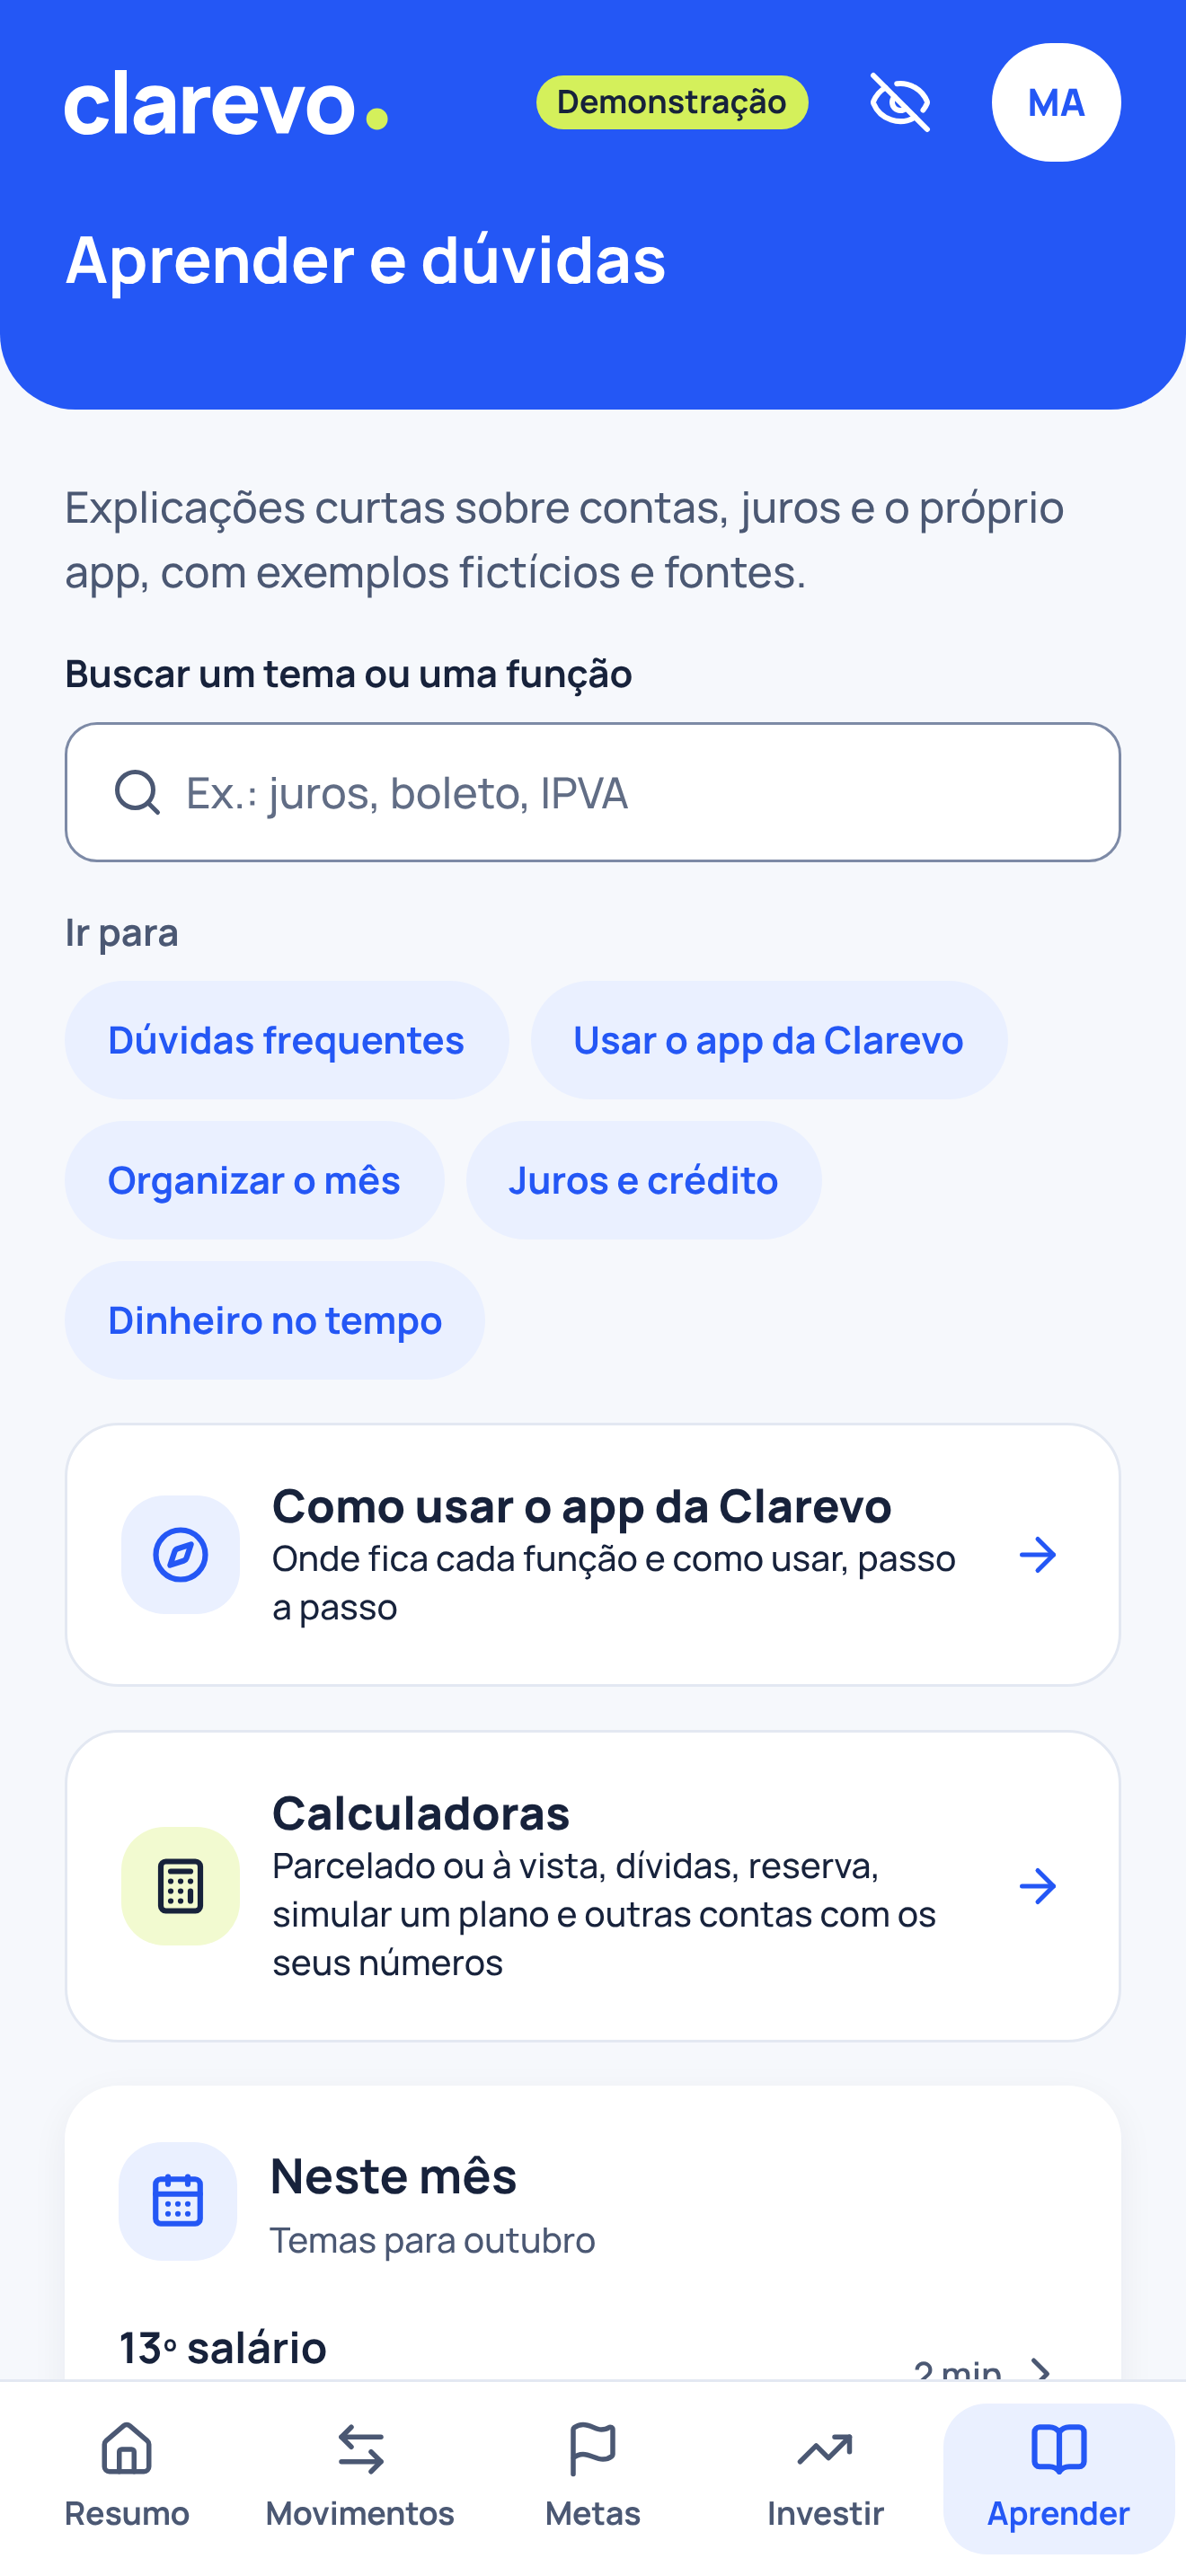 clarevo.
Demonstração
MA
Aprender e dúvidas
Explicações curtas sobre contas, juros e o próprio
app, com exemplos fictícios e fontes.
Buscar um tema ou uma função
Ex.: juros, boleto, IPVA
Ir para
Dúvidas frequentes
Usar o app da Clarevo
Organizar o mês
Juros e crédito
Dinheiro no tempo
Como usar o app da Clarevo
Onde fica cada função e como usar, passo
a passo
Calculadoras
Parcelado ou à vista, dívidas, reserva,
simular um plano e outras contas com os
seus números
Neste mês
Temas para outubro
13º salário
2 min
Resumo
Movimentos
Metas
Investir
Aprender